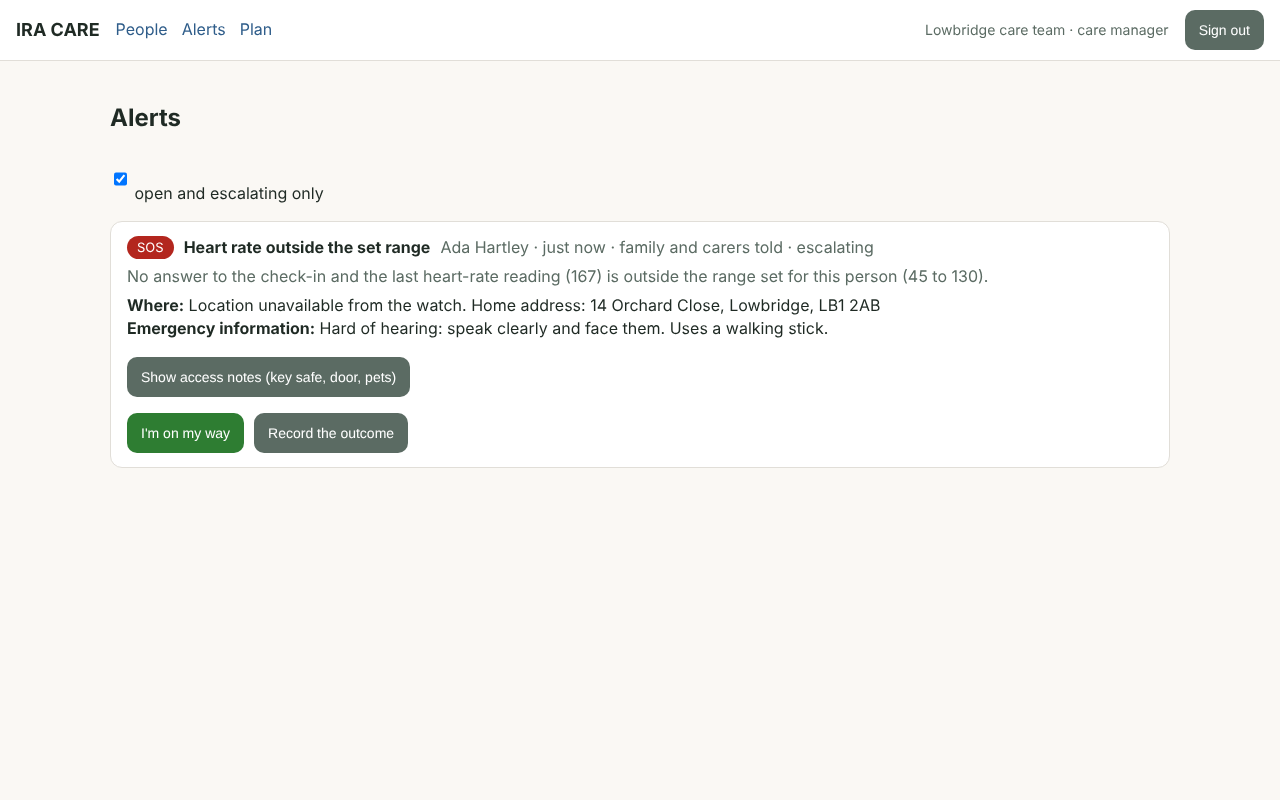 IRA CARE People Alerts Plan Lowbridge care team · care manager Sign out
Alerts
open and escalating only
SOS Heart rate outside the set range Ada Hartley · just now · family and carers told · escalating
No answer to the check-in and the last heart-rate reading (167) is outside the range set for this person (45 to 130).
Where: Location unavailable from the watch. Home address: 14 Orchard Close, Lowbridge, LB1 2AB
Emergency information: Hard of hearing: speak clearly and face them. Uses a walking stick.
Show access notes (key safe, door, pets)
I'm on my way Record the outcome